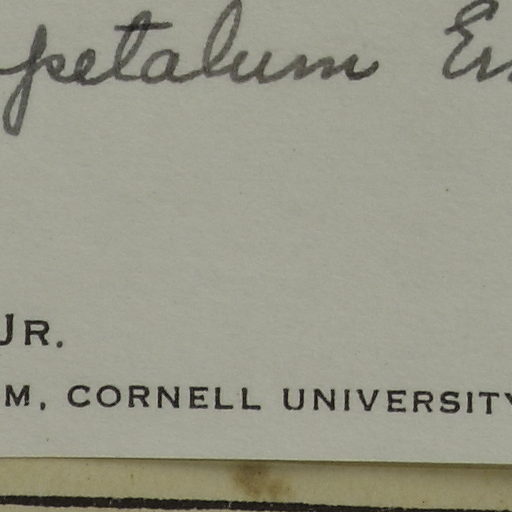 petalum
Jr.
M, CORNELL UNIVERSITY